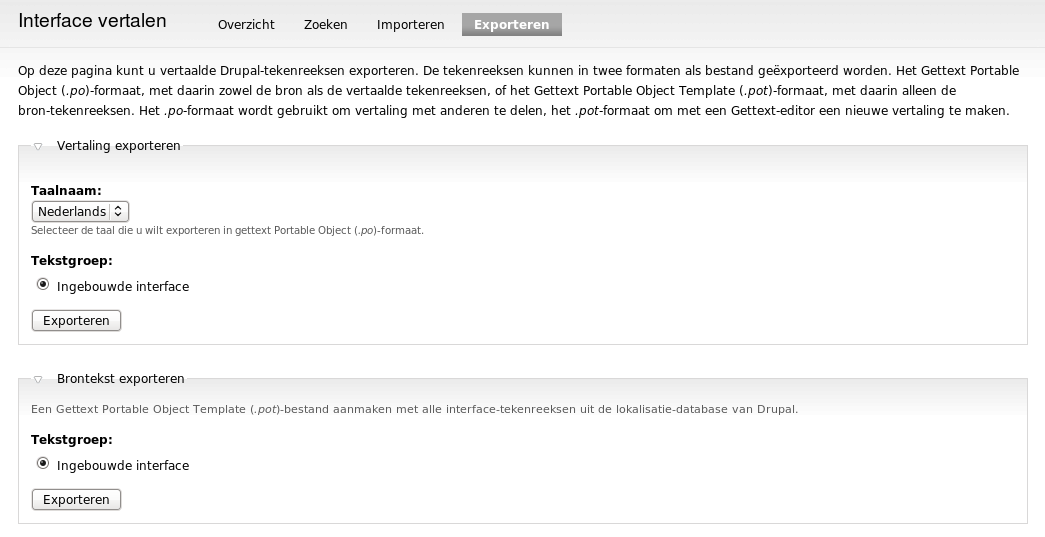 Interface vertalen
Overzicht
Zoeken
Importeren
Exporteren
Op deze pagina kunt u vertaalde Drupal-tekenreeksen exporteren. De tekenreeksen kunnen in twee formaten als bestand geëxporteerd worden. Het Gettext Portable
Object (.po)-formaat, met daarin zowel de bron als de vertaalde tekenreeksen, of het Gettext Portable Object Template (.pot)-formaat, met daarin alleen de
bron-tekenreeksen. Het .po-formaat wordt gebruikt om vertaling met anderen te delen, het .pot-formaat om met een Gettext-editor een nieuwe vertaling te maken.
Vertaling exporteren
Taalnaam:
Nederlands
Selecteer de taal die u wilt exporteren in gettext Portable Object (.po)-formaat.
Tekstgroep:
Ingebouwde interface
Exporteren
Brontekst exporteren
Een Gettext Portable Object Template (.pot)-bestand aanmaken met alle interface-tekenreeksen uit de lokalisatie-database van Drupal.
Tekstgroep:
Ingebouwde interface
Exporteren